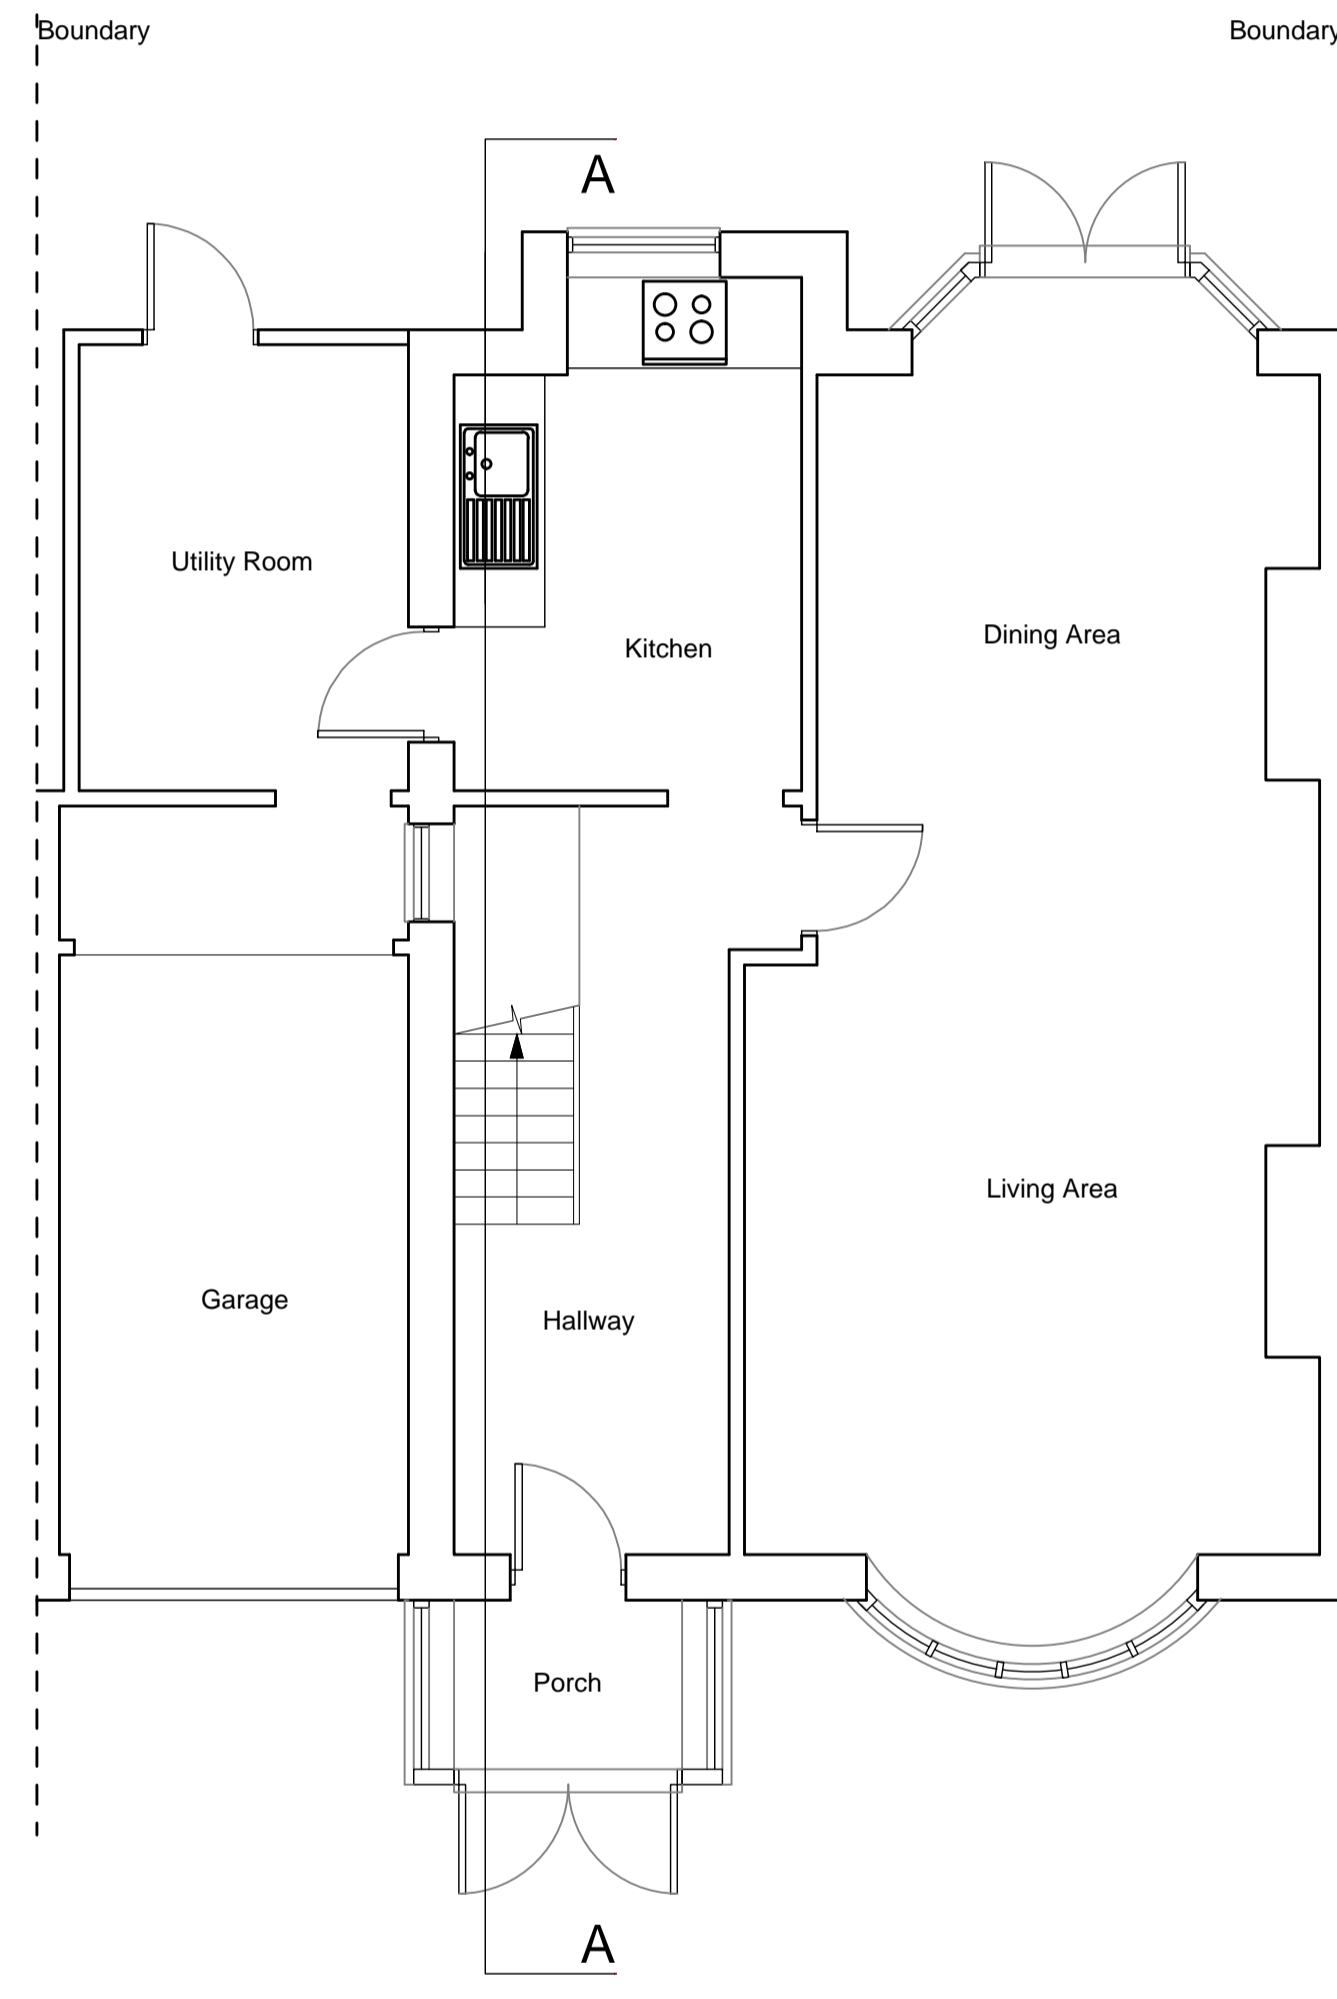 Boundary
Boundary
A
Utility Room
Kitchen
Dining Area
Living Area
Garage
Hallway
Porch
A